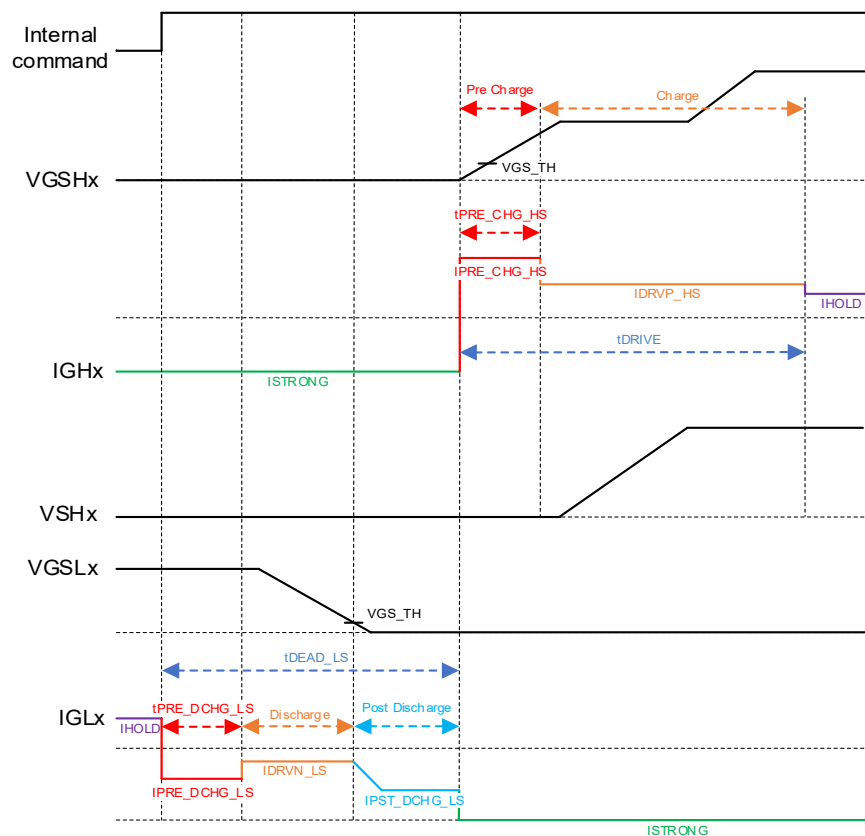 Internal
command
Pre Charge
Charge
VGS_TH
VGSHx
tPRE_CHG_HS
IPRE_CHG_HS
IDRVP_HS
IHOLD
tDRIVE
IGHx
ISTRONG
VSHx
VGSLx
VGS_TH
tDEAD_LS
tPRE_DCHG_LS
Discharge
Post Discharge
IGLx
IHOLD
IDRVN_LS
IPRE_DCHG_LS
IPST_DCHG_LS
ISTRONG